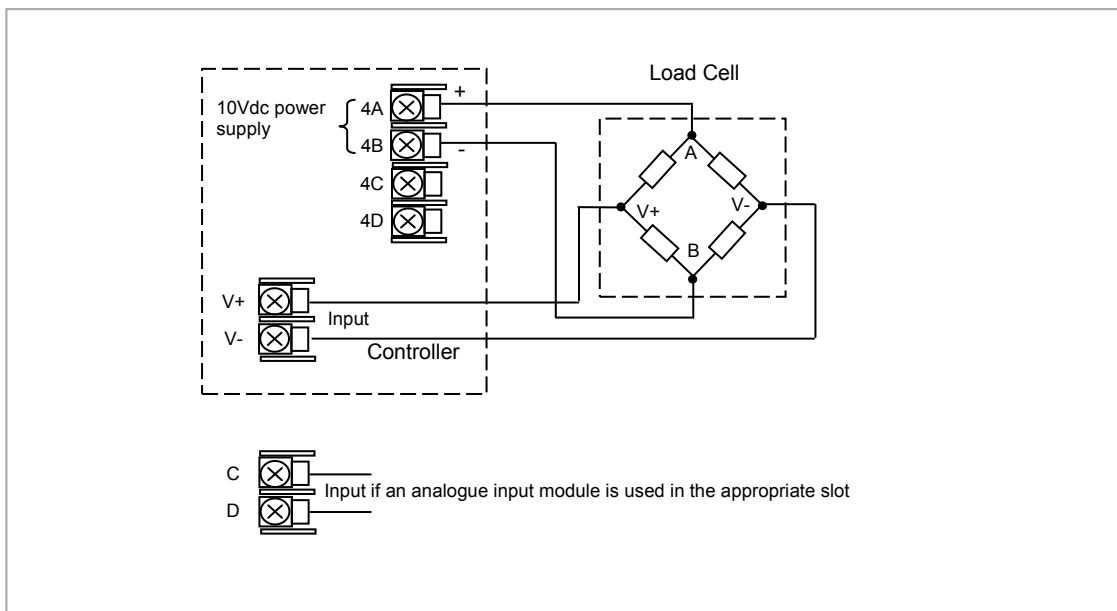 Load Cell
10Vdc power
supply
4A
+
4B
-
4C
4D
A
V+
V-
B
V+
Input
V-
Controller
C
Input if an analogue input module is used in the appropriate slot
D